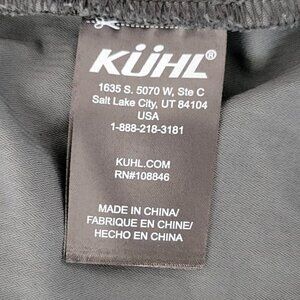 KÜHL®
1635 S. 5070 W, Ste C
Salt Lake City, UT 84104
USA
1-888-218-3181
KUHL.COM
RN#108846
MADE IN CHINA/
FABRIQUE EN CHINE/
HECHO EN CHINA